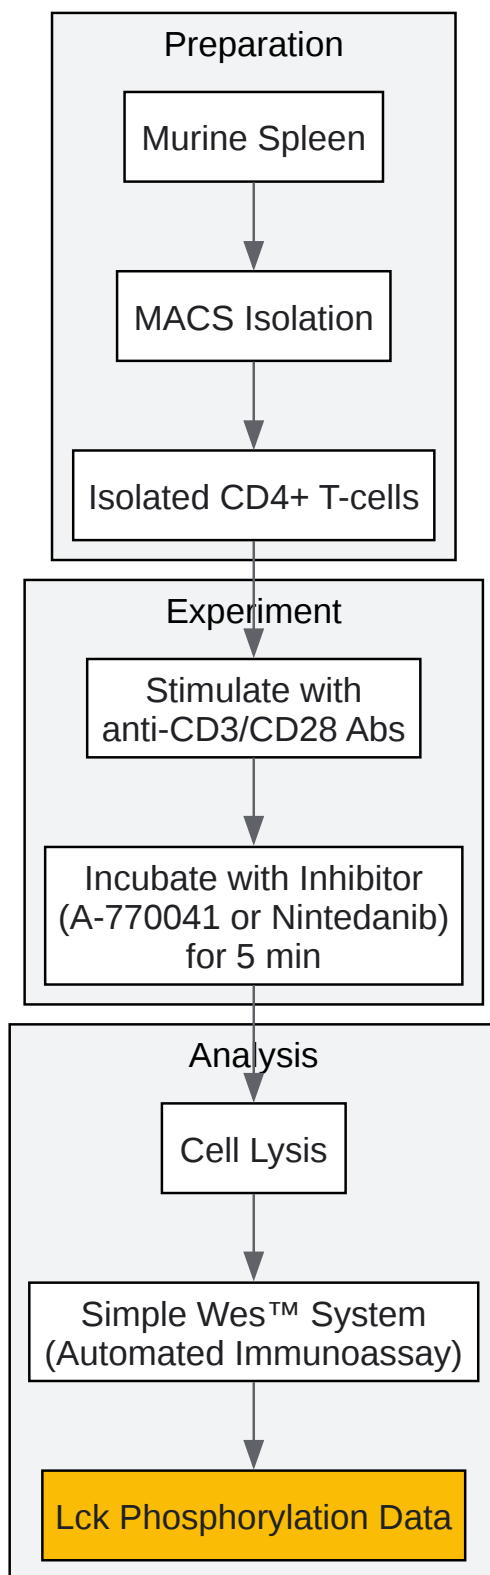 Preparation
Murine Spleen
MACS Isolation
Isolated CD4+ T-cells
Experiment
Stimulate with
anti-CD3/CD28 Abs
Incubate with Inhibitor
(A-770041 or Nintedanib)
for 5 min
Analysis
Cell Lysis
Simple Wes™ System
(Automated Immunoassay)
Lck Phosphorylation Data